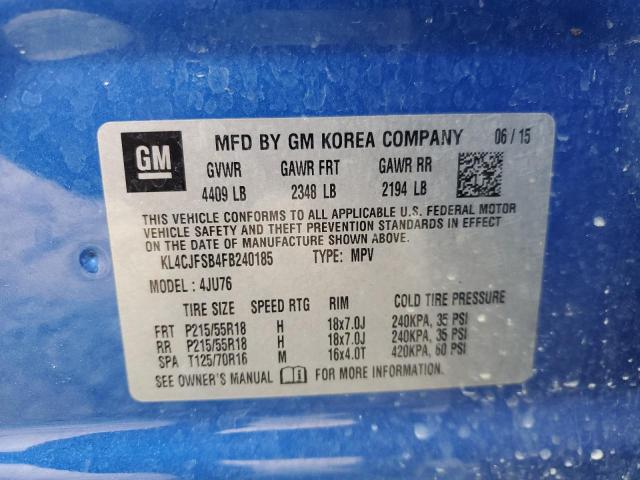 GM MFD BY GM KOREA COMPANY 06 / 15
GVWR GAWR FRT GAWR RR
4409 LB 2348 LB 2194 LB
THIS VEHICLE CONFORMS TO ALL APPLICABLE U.S. FEDERAL MOTOR
VEHICLE SAFETY AND THEFT PREVENTION STANDARDS IN EFFECT
ON THE DATE OF MANUFACTURE SHOWN ABOVE.
KL4CJFSB4FB240185 TYPE: MPV
MODEL: 4JU76
TIRE SIZE SPEED RTG RIM COLD TIRE PRESSURE
FRT P215/55R18 H 18x7.0J 240KPA, 35 PSI
RR P215/55R18 H 18x7.0J 240KPA, 35 PSI
SPA T125/70R16 M 16x4.0T 420KPA, 60 PSI
SEE OWNER'S MANUAL FOR MORE INFORMATION.